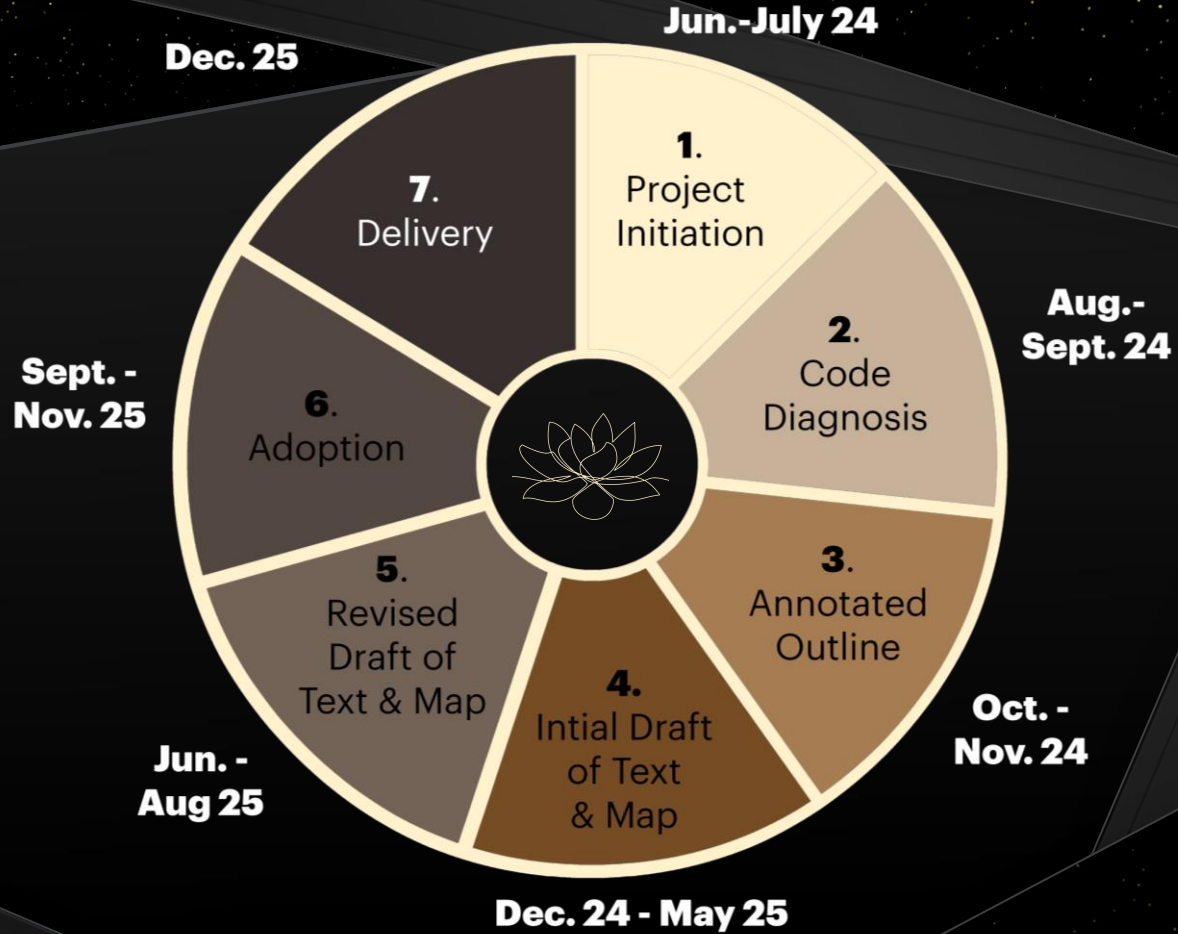 Jun.-July 24
1.
Project
Initiation
Aug.-
Sept. 24
2.
Code
Diagnosis
Oct. -
Nov. 24
3.
Annotated
Outline
Dec. 24 - May 25
4.
Intial Draft
of Text
& Map
Jun. -
Aug 25
5.
Revised
Draft of
Text & Map
Sept. -
Nov. 25
6.
Adoption
Dec. 25
7.
Delivery